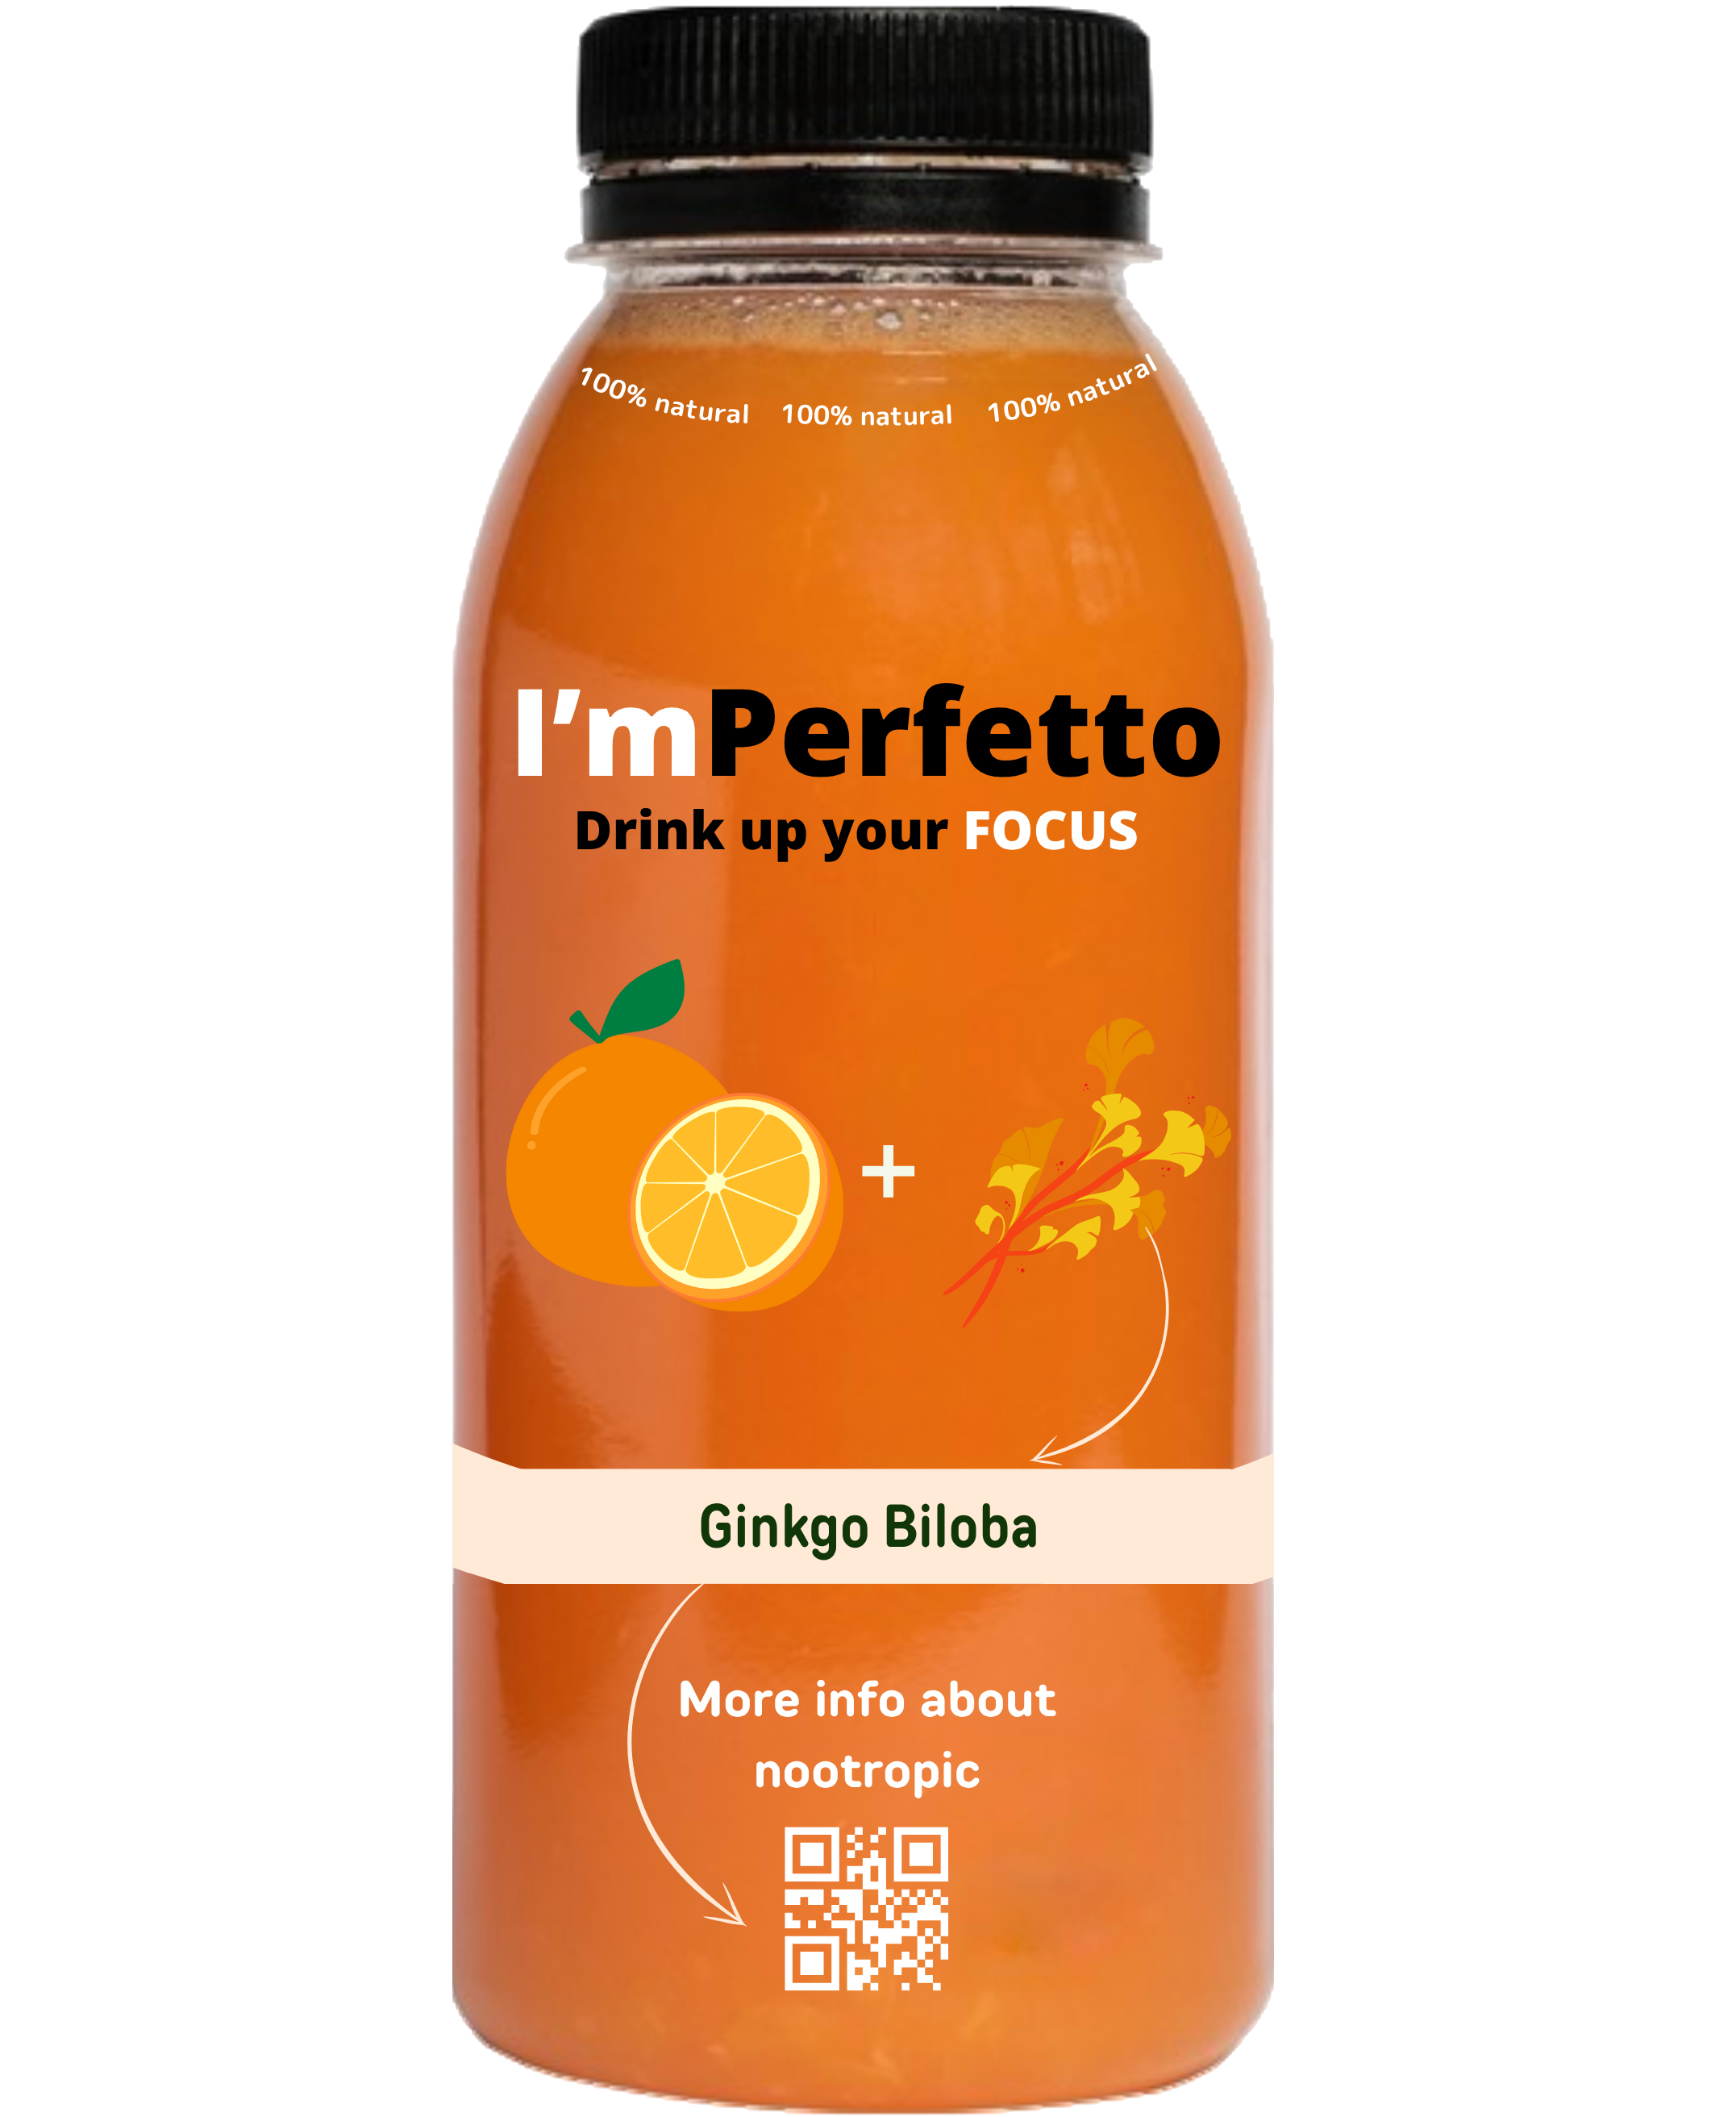 100% natural 100% natural 100% natural
I'mPerfetto
Drink up your FOCUS
+
Ginkgo Biloba
More info about
nootropic